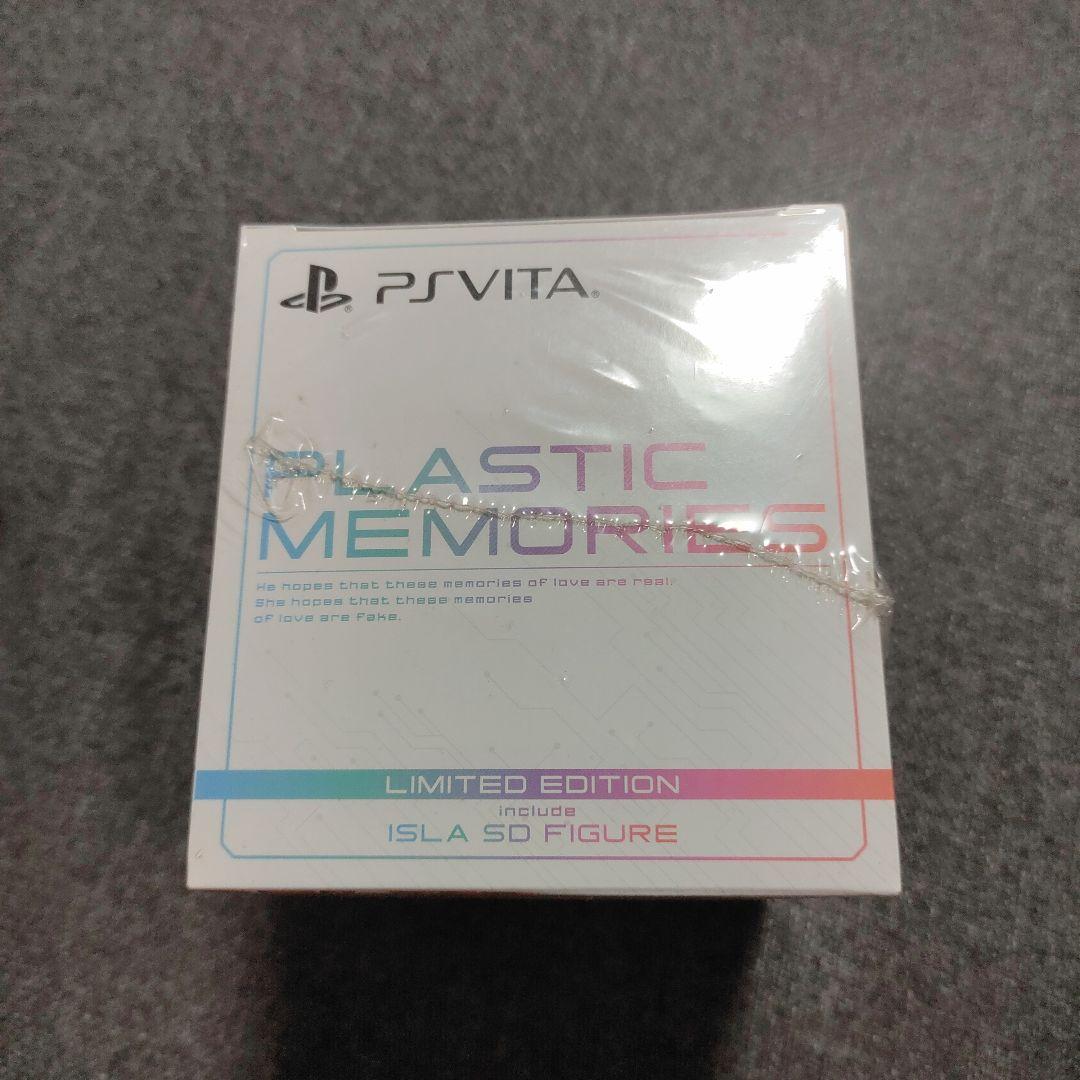 PSVITA®
PLASTIC
MEMORIES
He hopes that these memories of love are real.
She hopes that these memories
of love are fake.
LIMITED EDITION
include
ISLA SD FIGURE